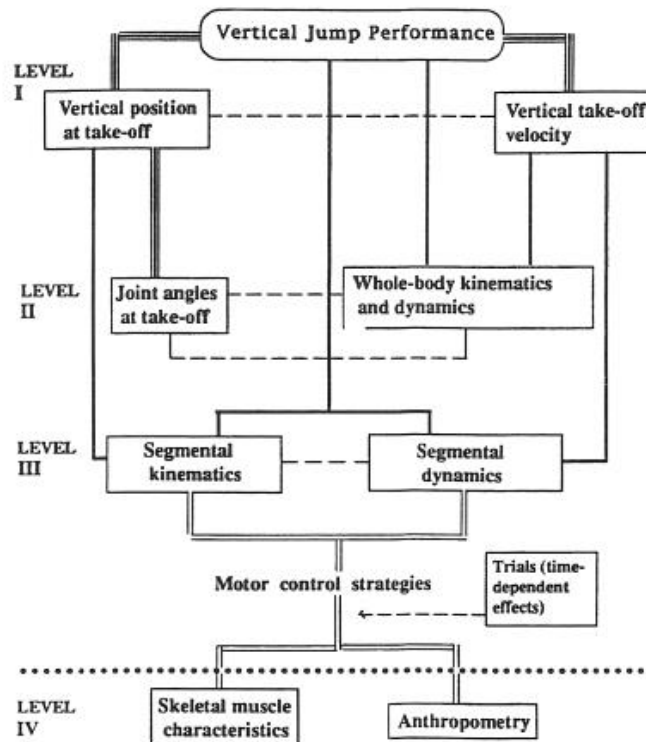 Vertical Jump Performance
LEVEL
I
Vertical position
at take-off
Vertical take-off
velocity
LEVEL
II
Joint angles
at take-off
Whole-body kinematics
and dynamics
LEVEL
III
Segmental
kinematics
Segmental
dynamics
Motor control strategies
Trials (time-
dependent
effects)
LEVEL
IV
Skeletal muscle
characteristics
Anthropometry